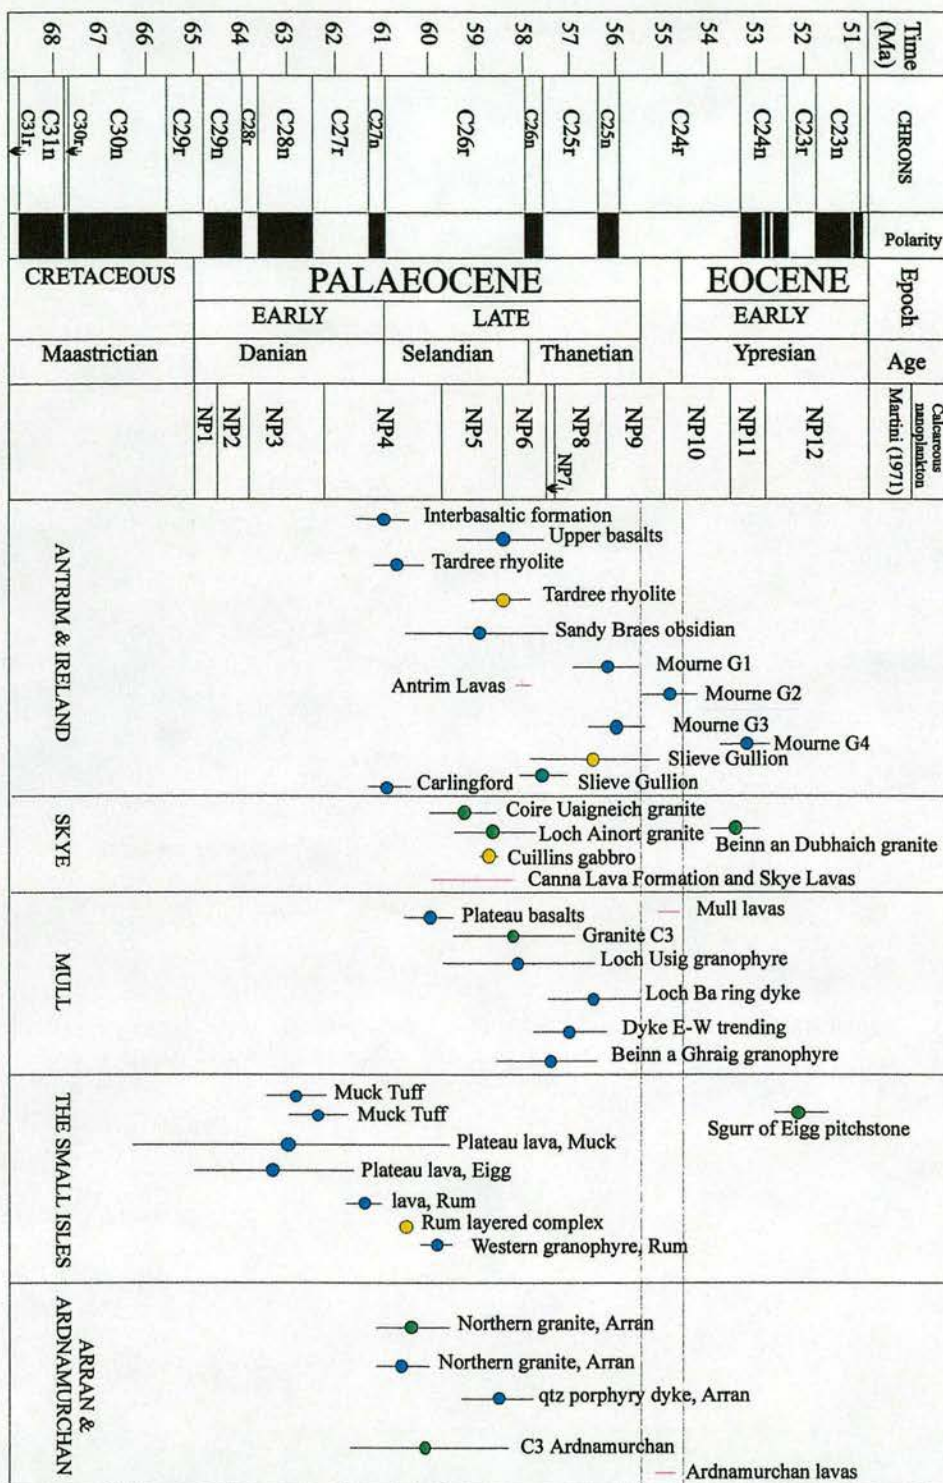 68 67 66 65 64 63 62 61 60 59 58 57 56 55 54 53 52 51
Time
(Ma)
C31r C31n C30r C30n C29r C29n C28r C28n C27r C27n C26r C26n C25r C25n C24r C24n C23r C23n
CHRONS
Polarity
CRETACEOUS
PALAEOCENE
EOCENE
EARLY
LATE
EARLY
Epoch
Maastrictian
Danian
Selandian
Thanetian
Ypresian
Age
NP1 NP2 NP3 NP4 NP5 NP6 NP7 NP8 NP9 NP10 NP11 NP12
Calcareous
nanoplankton
Martini (1971)
ANTRIM & IRELAND
Interbasaltic formation
Upper basalts
Tardree rhyolite
Tardree rhyolite
Sandy Braes obsidian
Mourne G1
Antrim Lavas
Mourne G2
Mourne G3
Mourne G4
Slieve Gullion
Carlingford
Slieve Gullion
SKYE
Coire Uaigneich granite
Loch Ainort granite
Beinn an Dubhaich granite
Cuillins gabbro
Canna Lava Formation and Skye Lavas
MULL
Mull lavas
Plateau basalts
Granite C3
Loch Usig granophyre
Loch Ba ring dyke
Dyke E-W trending
Beinn a Ghraig granophyre
THE SMALL ISLES
Muck Tuff
Muck Tuff
Sgurr of Eigg pitchstone
Plateau lava, Muck
Plateau lava, Eigg
lava, Rum
Rum layered complex
Western granophyre, Rum
ARRAN &
ARDNAMURCHAN
Northern granite, Arran
Northern granite, Arran
qtz porphyry dyke, Arran
C3 Ardnamurchan
Ardnamurchan lavas